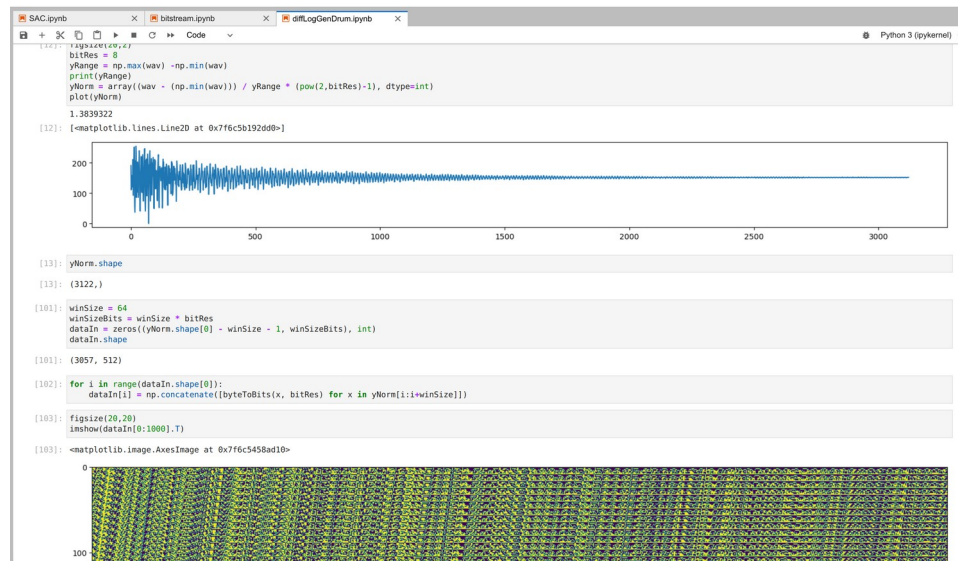 SAC.ipynb
bitstream.ipynb
diffLogGenDrum.ipynb
Code
Python 3 (ipykernel)
[12]: figsize(20,2)
bitRes = 8
yRange = np.max(wav) -np.min(wav)
print(yRange)
yNorm = array((wav - (np.min(wav))) / yRange * (pow(2,bitRes)-1), dtype=int)
plot(yNorm)
1.3839322
[12]: [<matplotlib.lines.Line2D at 0x7f6c5b192dd0>]
200
100
0
0 500 1000 1500 2000 2500 3000
[13]: yNorm.shape
[13]: (3122,)
[101]: winSize = 64
winSizeBits = winSize * bitRes
dataIn = zeros((yNorm.shape[0] - winSize - 1, winSizeBits), int)
dataIn.shape
[101]: (3057, 512)
[102]: for i in range(dataIn.shape[0]):
dataIn[i] = np.concatenate([byteToBits(x, bitRes) for x in yNorm[i:i+winSize]])
[103]: figsize(20,20)
imshow(dataIn[0:1000].T)
[103]: <matplotlib.image.AxesImage at 0x7f6c5458ad10>
0
100